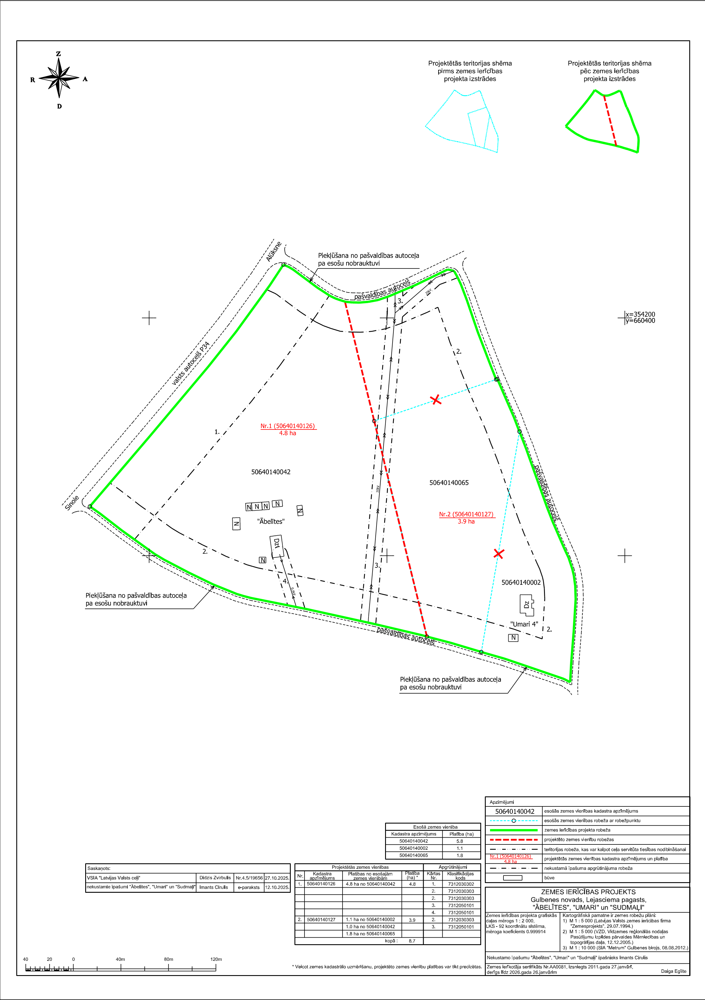 Z
R
A
D
Projektētās teritorijas shēma
pirms zemes ierīcības
projekta izstrādes
Projektētās teritorijas shēma
pēc zemes ierīcības
projekta izstrādes
Alūksne
Piekļūšana no pašvaldības autoceļa
pa esošu nobrauktuvi
pašvaldības autoceļš
20kV
3.
x=354200
y=660400
valsts autoceļš P34
2.
1.
Nr.1 (50640140126)
4.8 ha
50640140042
50640140065
20kV
pašvaldības autoceļš
Sinole
N
N
N
N
N
N
"Ābelītes"
Nr.2 (50640140127)
3.9 ha
Dzī
2.
N
3.
4.
0.4kV
50640140002
Dz
Piekļūšana no pašvaldības autoceļa
pa esošu nobrauktuvi
"Umari 4"
2.
N
pašvaldības autoceļš
Piekļūšana no pašvaldības autoceļa
pa esošu nobrauktuvi
Apzīmējumi
50640140042 esošās zemes vienības kadastra apzīmējums
esošās zemes vienības robeža ar robežpunktu
zemes ierīcības projekta robeža
projektēto zemes vienību robežas
teritorijas robeža, kas var kalpot ceļa servitūta tiesības nodibināšanai
Nr.1 (50640140126)
4.8 ha
projektētās zemes vienības kadastra apzīmējums un platība
nekustamā īpašuma apgrūtinājuma robeža
būve
Esošā zemes vienība
Kadastra apzīmējums Platība (ha)
50640140042 5.8
50640140002 1.1
50640140065 1.8
Saskaņots:
VSIA "Latvijas Valsts ceļi" Didzis Zvirbulis Nr.4.5/19656 27.10.2025.
nekustamie īpašumi "Ābelītes", "Umari" un "Sudmaļi" Imants Cīrulis e-paraksts 12.10.2025.
Projektētās zemes vienības Apgrūtinājumi
Nr. Kadastra apzīmējums Platības no esošajām zemes vienībām Platība (ha) * Kārtas Nr. Klasifikācijas kods
1. 50640140126 4.8 ha no 50640140042 4.8 1. 7312030302
2. 7312030303
2. 7312030303
3. 7312050101
4. 7312050101
2. 50640140127 1.1 ha no 50640140002 3.9 2. 7312030303
1.0 ha no 50640140042 3. 7312050101
1.8 ha no 50640140065
kopā : 8.7
* Veicot zemes kadastrālo uzmērīšanu, projektēto zemes vienību platības var tikt precizētas.
ZEMES IERĪCĪBAS PROJEKTS
Gulbenes novads, Lejasciema pagasts,
"ĀBELĪTES", "UMARI" un "SUDMAĻI"
Zemes ierīcības projekta grafiskās
daļas mērogs 1 : 2 000,
LKS - 92 koordinātu sistēma,
mēroga koeficients 0.999914
Kartogrāfiskā pamatne ir zemes robežu plāni:
1) M 1 : 5 000 (Latvijas Valsts zemes ierīcības firma
"Zemesprojekts", 29.07.1994.)
2) M 1 : 5 000 (VZD, Vidzemes reģionālās nodaļas
Pasūtījumu izpildes pārvaldes Mērniecības un
topogrāfijas daļa, 12.12.2005.)
3) M 1 : 10 000 (SIA "Metrum" Gulbenes birojs, 08.08.2012.)
Nekustamo īpašumu "Ābelītes", "Umari" un "Sudmaļi" īpašnieks Imants Cīrulis
Zemes ierīkotāja sertifikāts Nr.AA0081, izsniegts 2011.gada 27.janvārī,
derīgs līdz 2026.gada 26.janvārim
Daiga Eglīte
40 20 0 40m 80m 120m